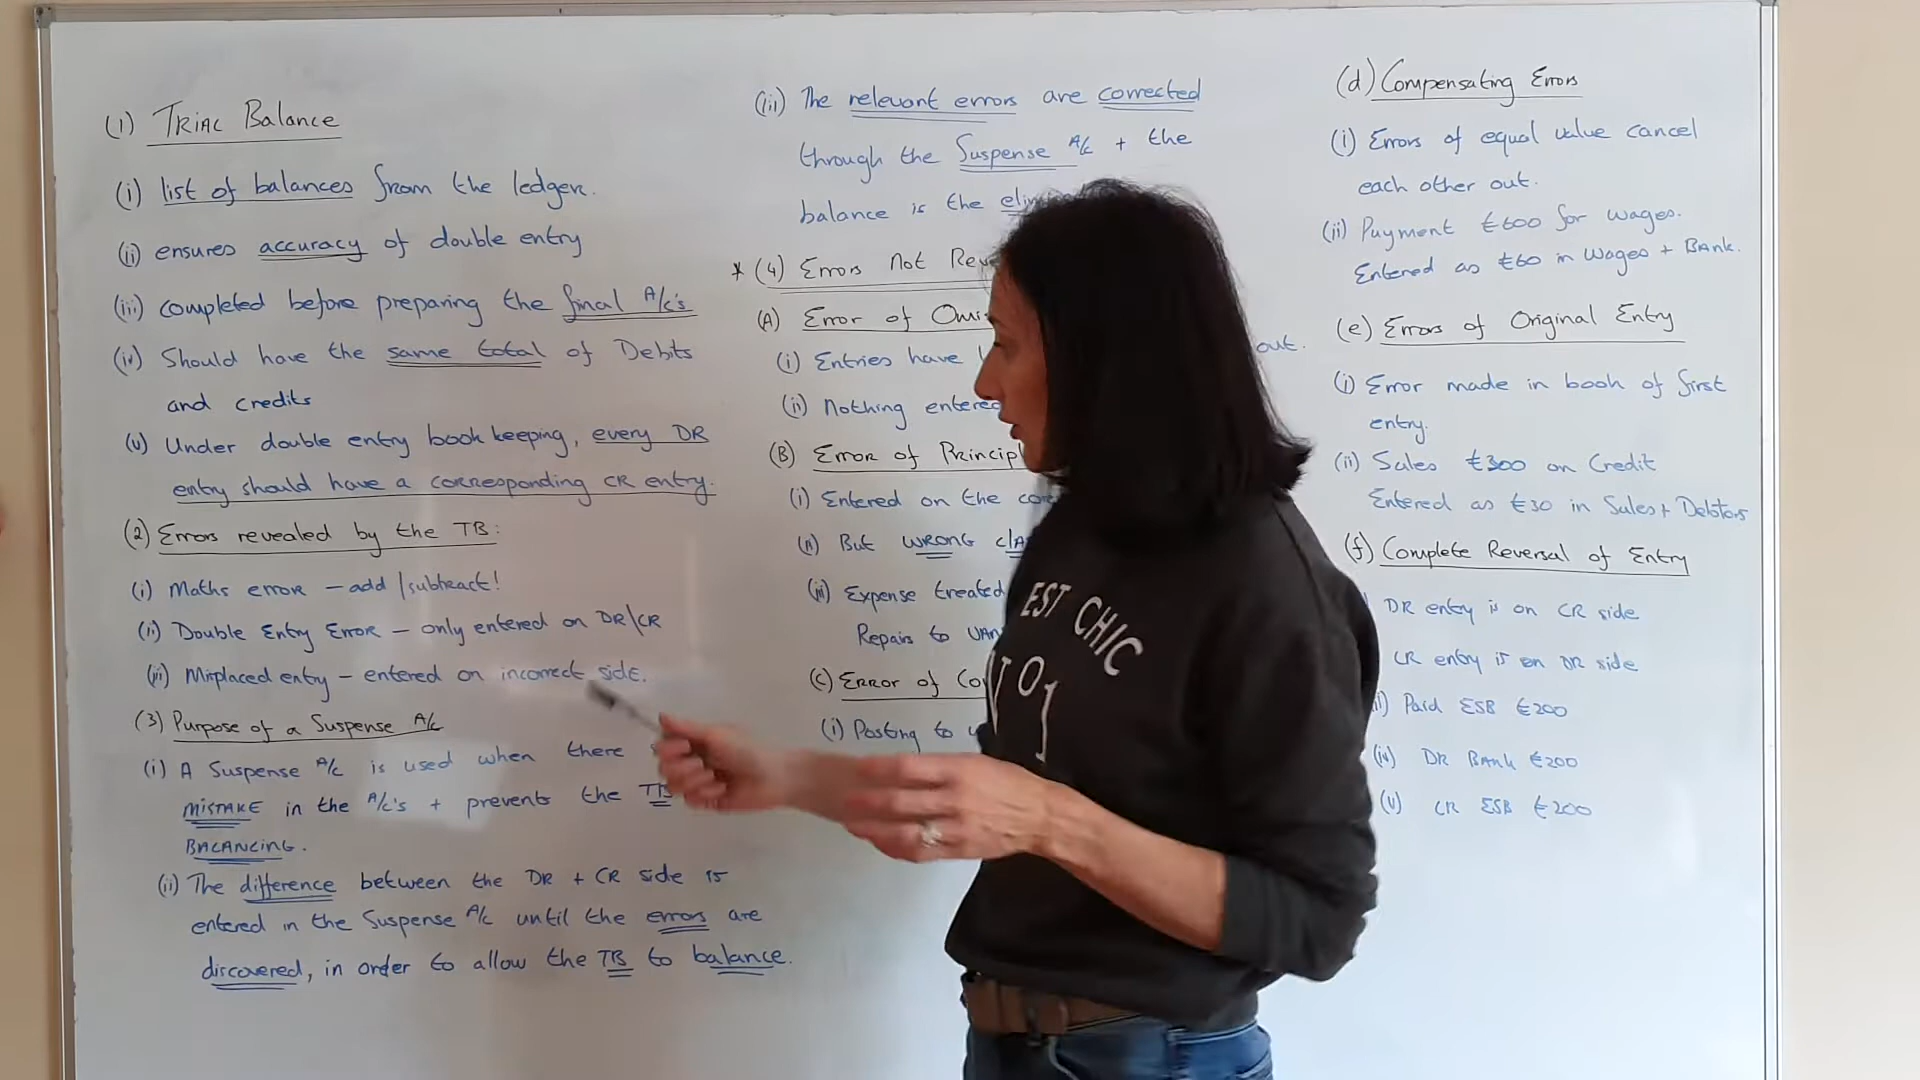 (1) TRIAL Balance
(i) list of balances from the ledger.
(ii) ensures accuracy of double entry
(iii) completed before preparing the final A/c's
(iv) Should have the same total of Debits
and credits
(v) Under double entry book keeping, every DR
entry should have a corresponding CR entry.
(2) Errors revealed by the TB:
(i) Maths error – add/subtract!
(ii) Double Entry Error – only entered on DR\CR
(iii) Misplaced entry – entered on incorrect side.
(3) Purpose of a Suspense A/c
(i) A Suspense A/c is used when there
MISTAKE in the A/c's + prevents the TB
BALANCING.
(ii) The difference between the DR + CR side is
entered in the Suspense A/c until the errors are
discovered, in order to allow the TB to balance.
(iii) The relevant errors are corrected
through the Suspense A/c + the
balance is the
* (4) Errors Not
(A) Error of
(i) Entries have
out.
(ii) Nothing entered
(B) Error of
(i) Entered on the
(ii) But WRONG
(iii) Expense treated
Repairs to VAN
(C) Error of
(i) Posting to
(d) Compensating Errors
(i) Errors of equal value cancel
each other out.
(ii) Payment €600 for wages.
Entered as €60 in Wages + Bank.
(e) Errors of Original Entry
(i) Error made in book of first
entry.
(ii) Sales €300 on Credit
Entered as €30 in Sales + Debtors
(f) Complete Reversal of Entry
DR entry is on CR side
CR entry is on DR side
Paid ESB €200
(iv) DR Bank €200
(v) CR ESB €200
EST CHIC